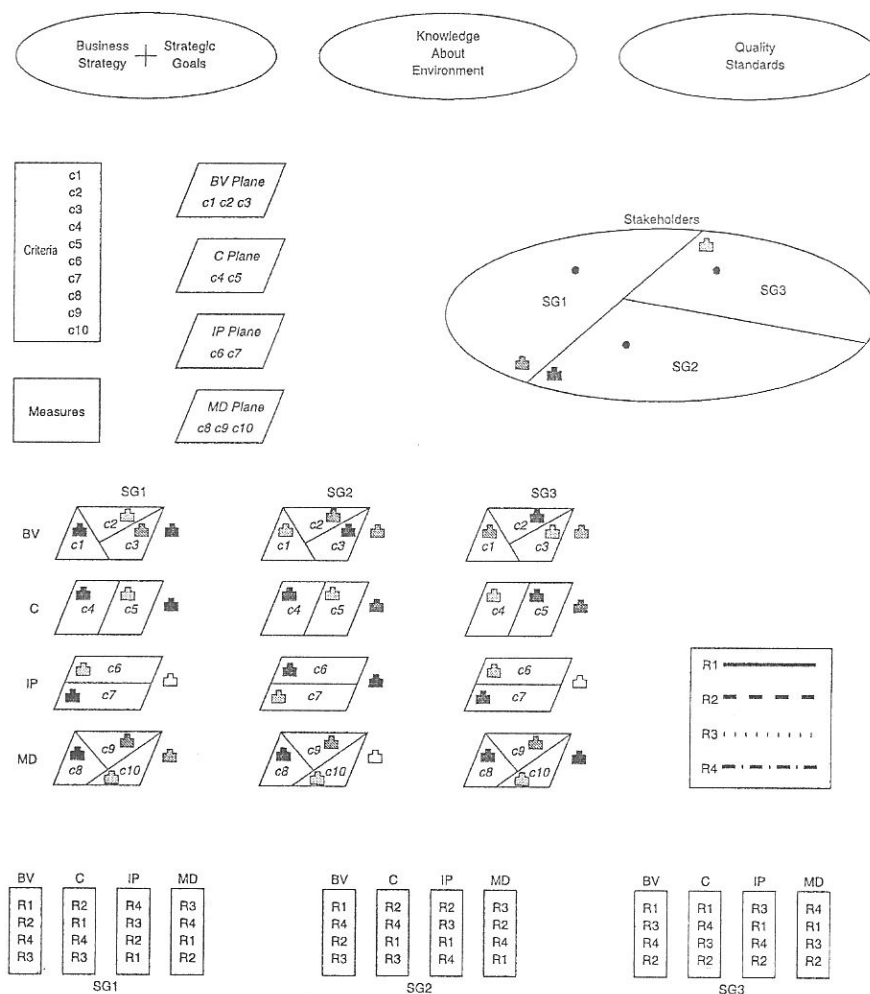 Business Strategic
Strategy Goals
Knowledge
About
Environment
Quality
Standards
Criteria
c1
c2
c3
c4
c5
c6
c7
c8
c9
c10
BV Plane
c1 c2 c3
C Plane
c4 c5
IP Plane
c6 c7
MD Plane
c8 c9 c10
Measures
Stakeholders
SG1
SG3
SG2
SG1 SG2 SG3
BV c1 c2 c3 c1 c2 c3 c1 c2 c3
C c4 c5 c4 c5 c4 c5
IP c6 c6 c6
c7 c7 c7
MD c8 c9 c10 c8 c9 c10 c8 c9 c10
R1
R2
R3
R4
BV C IP MD BV C IP MD BV C IP MD
R1 R2 R4 R3 R1 R2 R2 R3 R1 R1 R3 R4
R2 R1 R3 R4 R4 R4 R3 R2 R3 R4 R1 R1
R4 R4 R2 R1 R2 R1 R1 R4 R4 R3 R4 R3
R3 R3 R1 R2 R3 R3 R4 R1 R2 R2 R2 R2
SG1 SG2 SG3